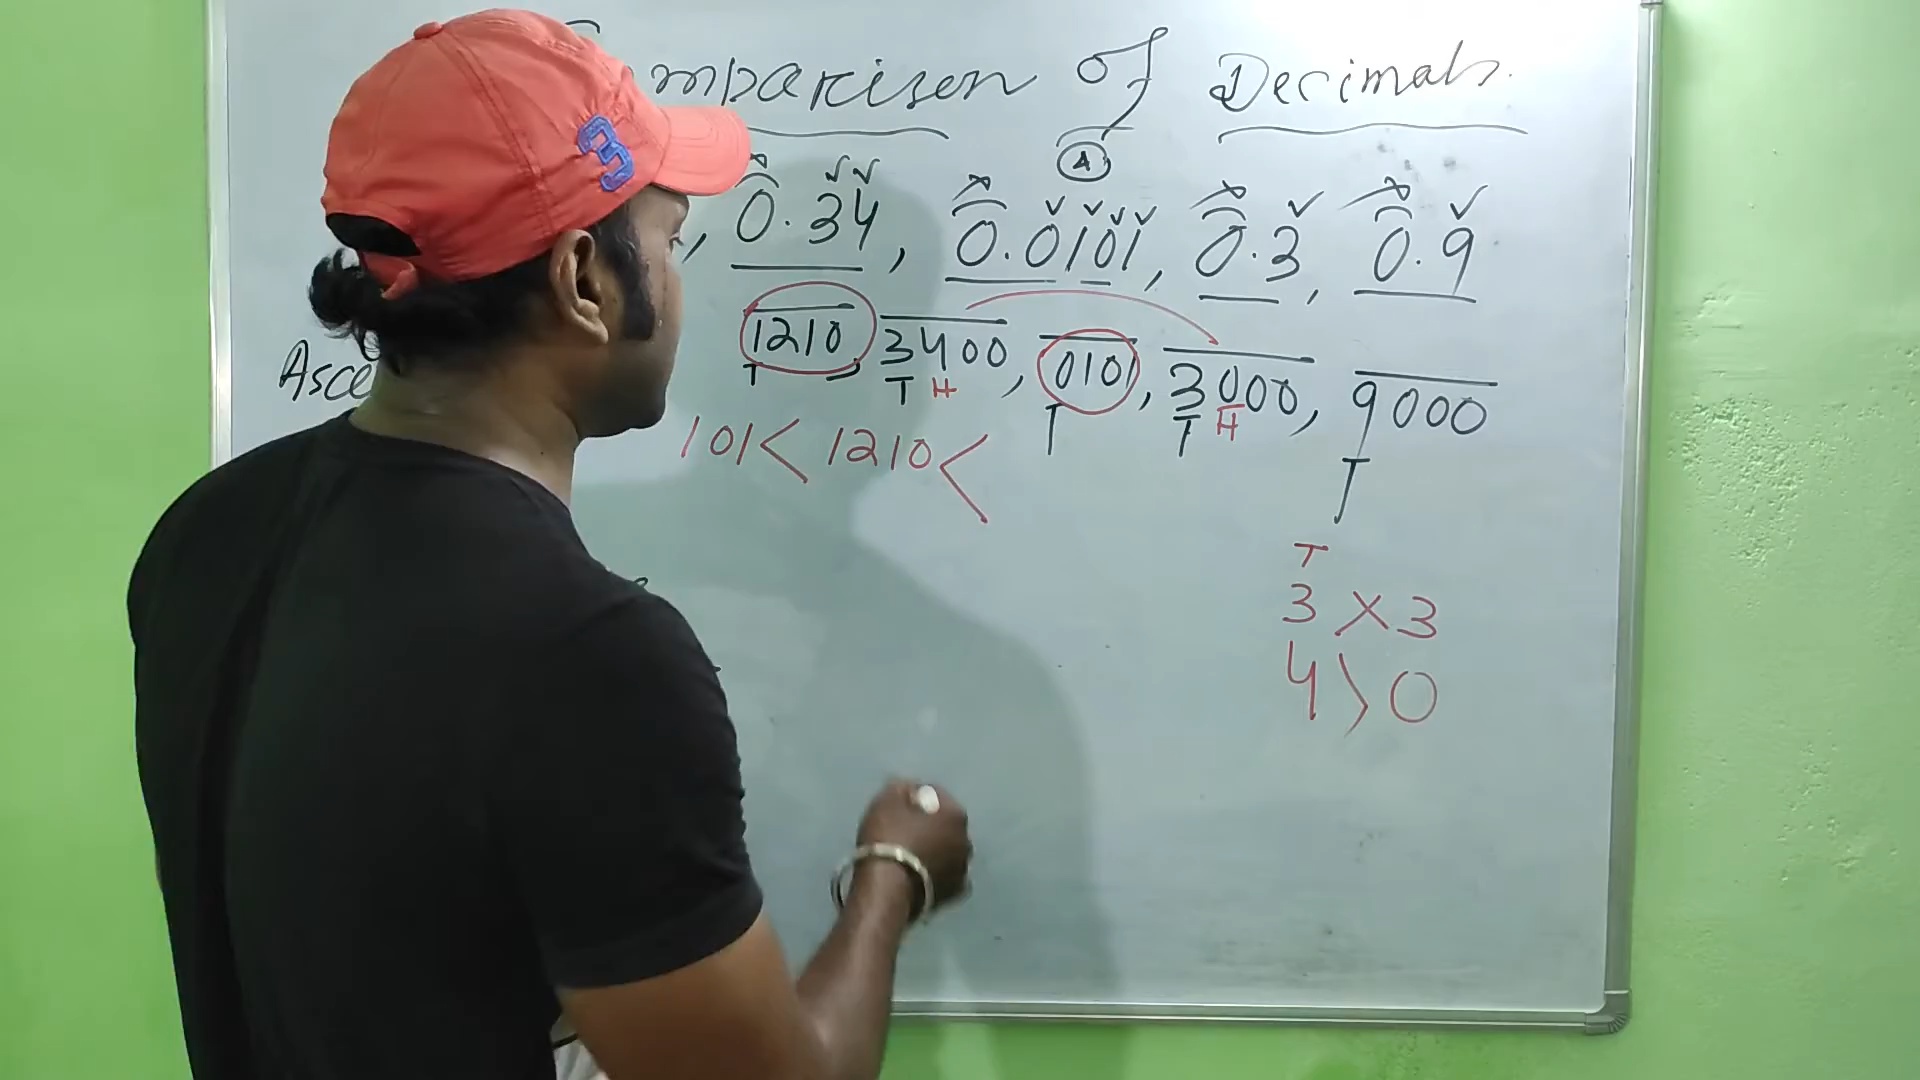 mparison of Decimals.
4
, 0.34, 0.0101, 0.3, 0.9
1210, 3400, 0101, 3000, 9000
T T H T T H T
Asce
101 < 1210 <
T
3 × 3
4 > 0
3